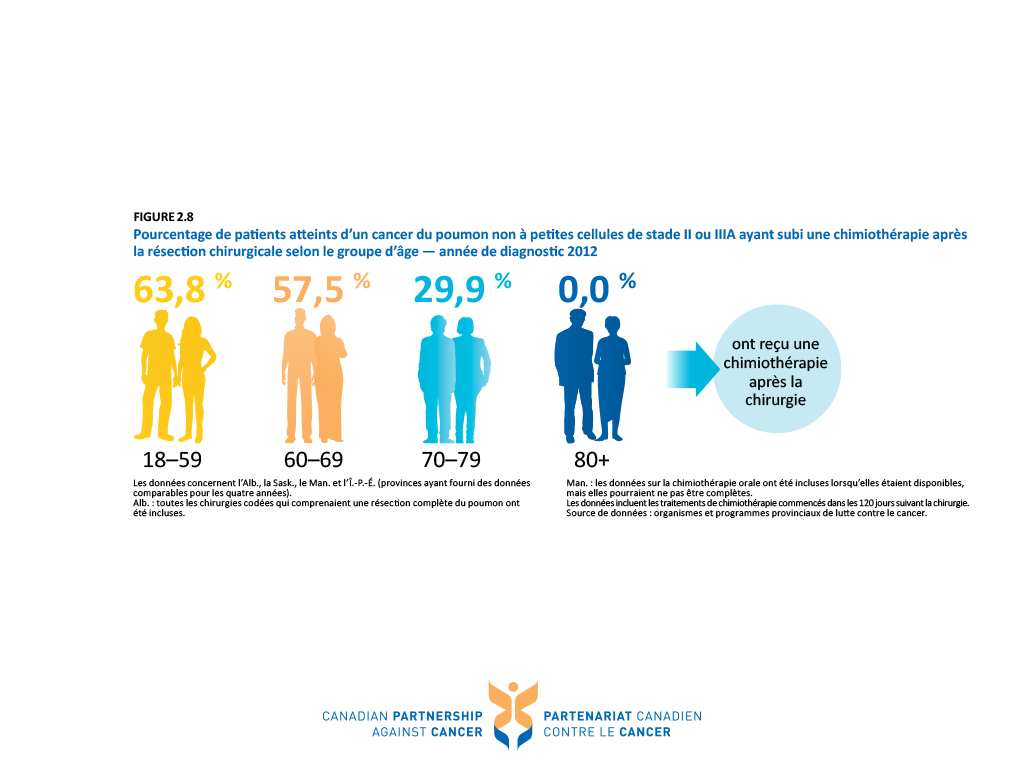 FIGURE 2.8
Pourcentage de patients atteints d’un cancer du poumon non à petites cellules de stade II ou IIIA ayant subi une chimiothérapie après
la résection chirurgicale selon le groupe d’âge — année de diagnostic 2012
63,8 %
57,5 %
29,9 %
0,0 %
ont reçu une
chimiothérapie
après la
chirurgie
18–59
60–69
70–79
80+
Les données concernent l’Alb., la Sask., le Man. et l’Î.-P.-É. (provinces ayant fourni des données
comparables pour les quatre années).
Alb. : toutes les chirurgies codées qui comprenaient une résection complète du poumon ont
été incluses.
Man. : les données sur la chimiothérapie orale ont été incluses lorsqu’elles étaient disponibles,
mais elles pourraient ne pas être complètes.
Les données incluent les traitements de chimiothérapie commencés dans les 120 jours suivant la chirurgie.
Source de données : organismes et programmes provinciaux de lutte contre le cancer.
CANADIAN PARTNERSHIP
AGAINST CANCER
PARTENARIAT CANADIEN
CONTRE LE CANCER